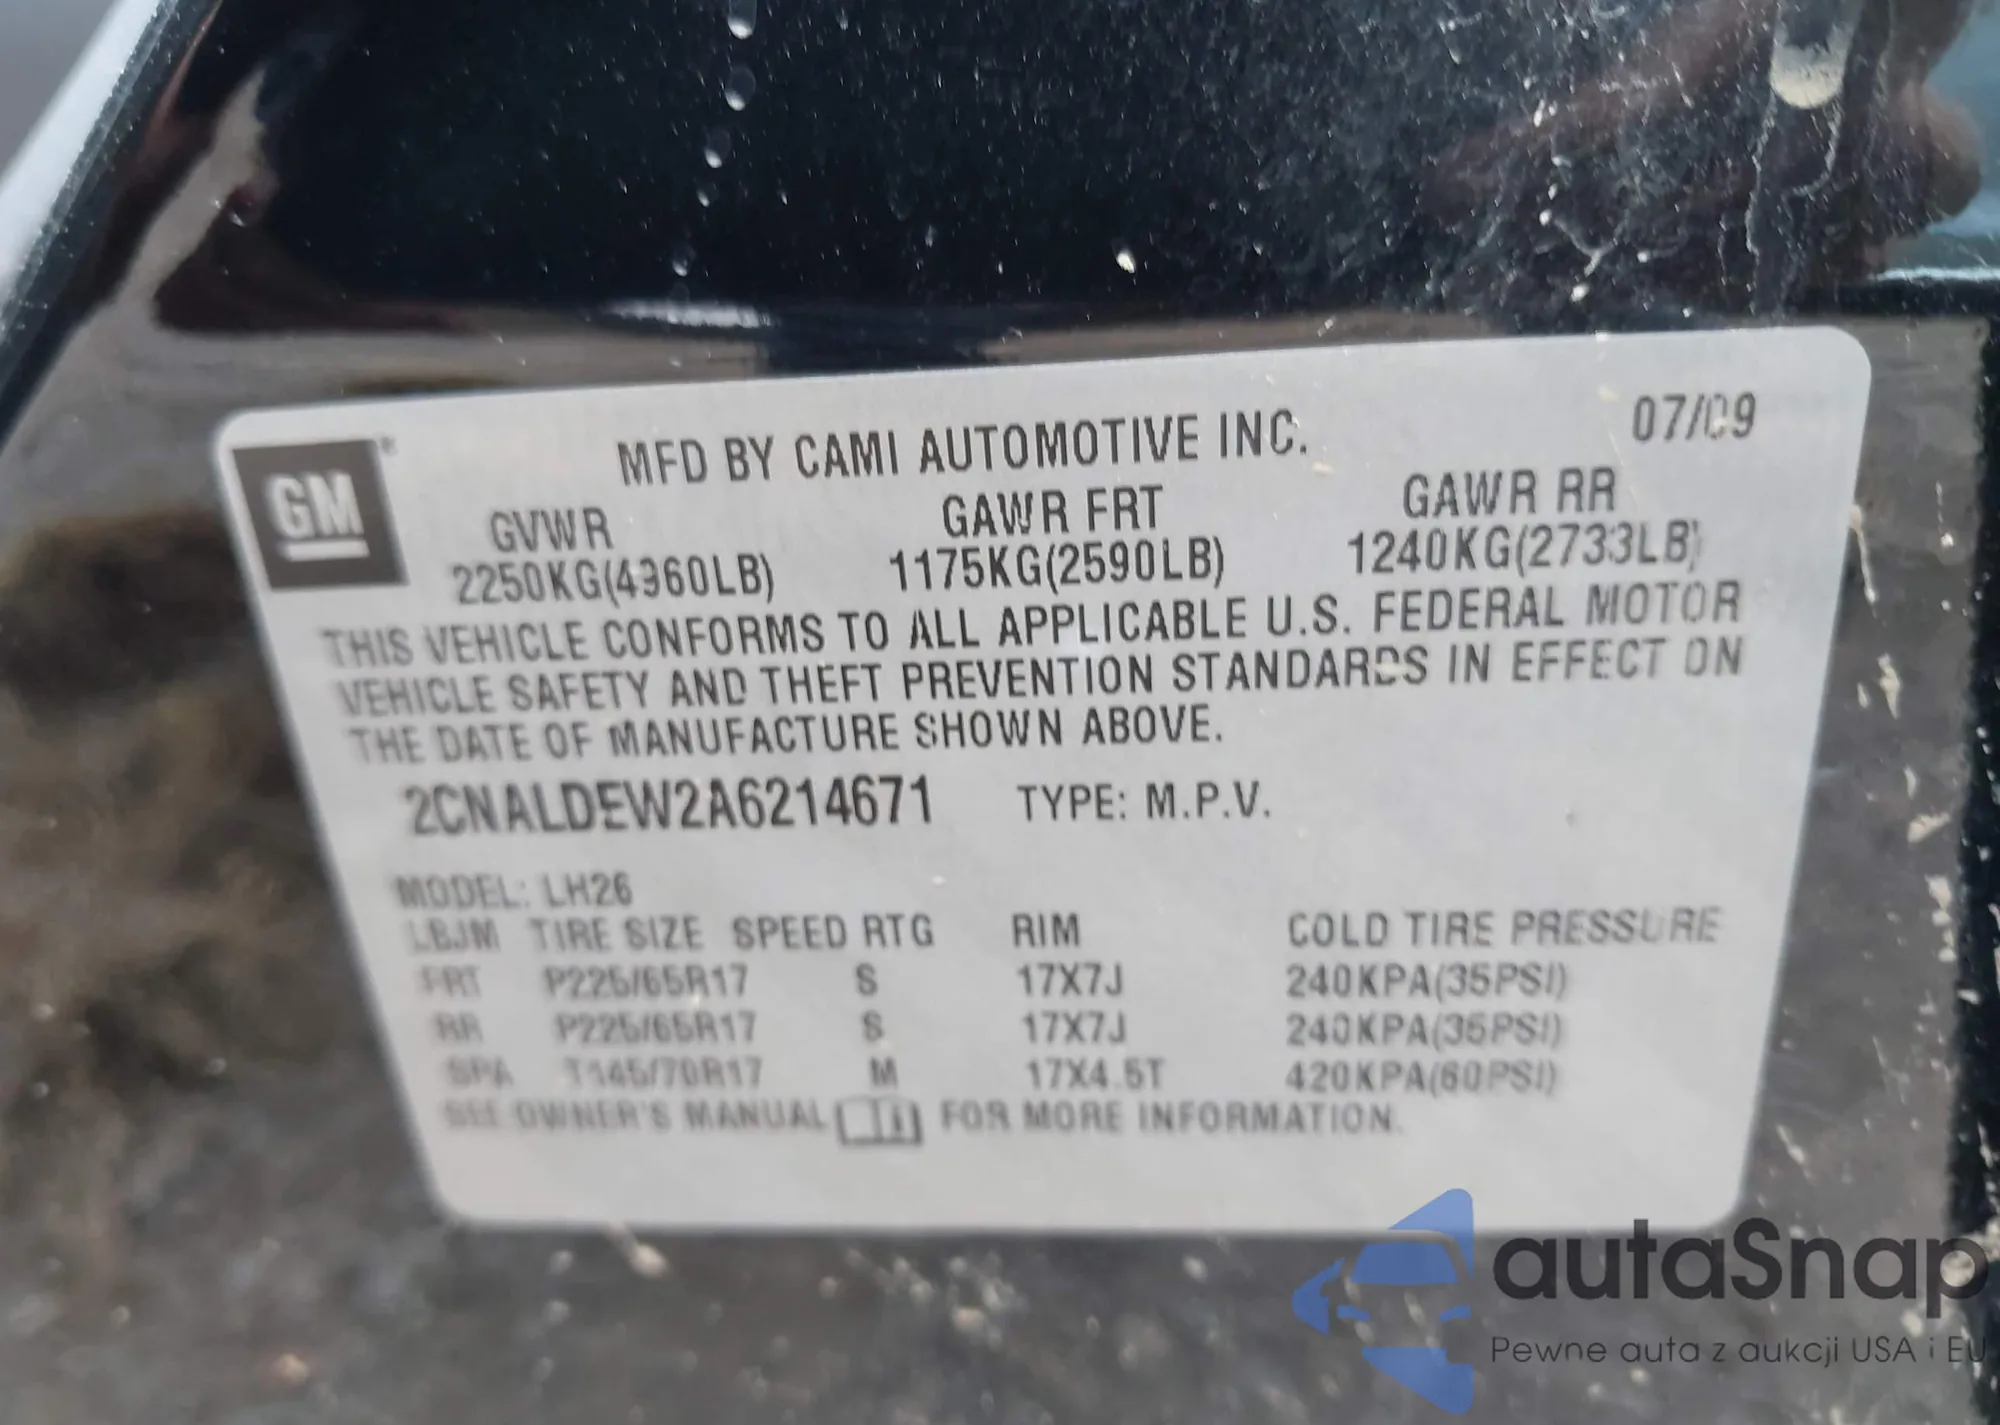 07/09
GM
MFD BY CAMI AUTOMOTIVE INC.
GVWR GAWR FRT GAWR RR
2250KG(4960LB) 1175KG(2590LB) 1240KG(2733LB)
THIS VEHICLE CONFORMS TO ALL APPLICABLE U.S. FEDERAL MOTOR
VEHICLE SAFETY AND THEFT PREVENTION STANDARDS IN EFFECT ON
THE DATE OF MANUFACTURE SHOWN ABOVE.
2CNALDEW2A6214671 TYPE: M.P.V.
MODEL: LH26
LBJM TIRE SIZE SPEED RTG RIM COLD TIRE PRESSURE
FRT P225/65R17 S 17X7J 240KPA(35PSI)
RR P225/65R17 S 17X7J 240KPA(35PSI)
SPA T145/70R17 M 17X4.5T 420KPA(60PSI)
SEE OWNER'S MANUAL FOR MORE INFORMATION.
autaSnap
Pewne auta z aukcji USA i EU